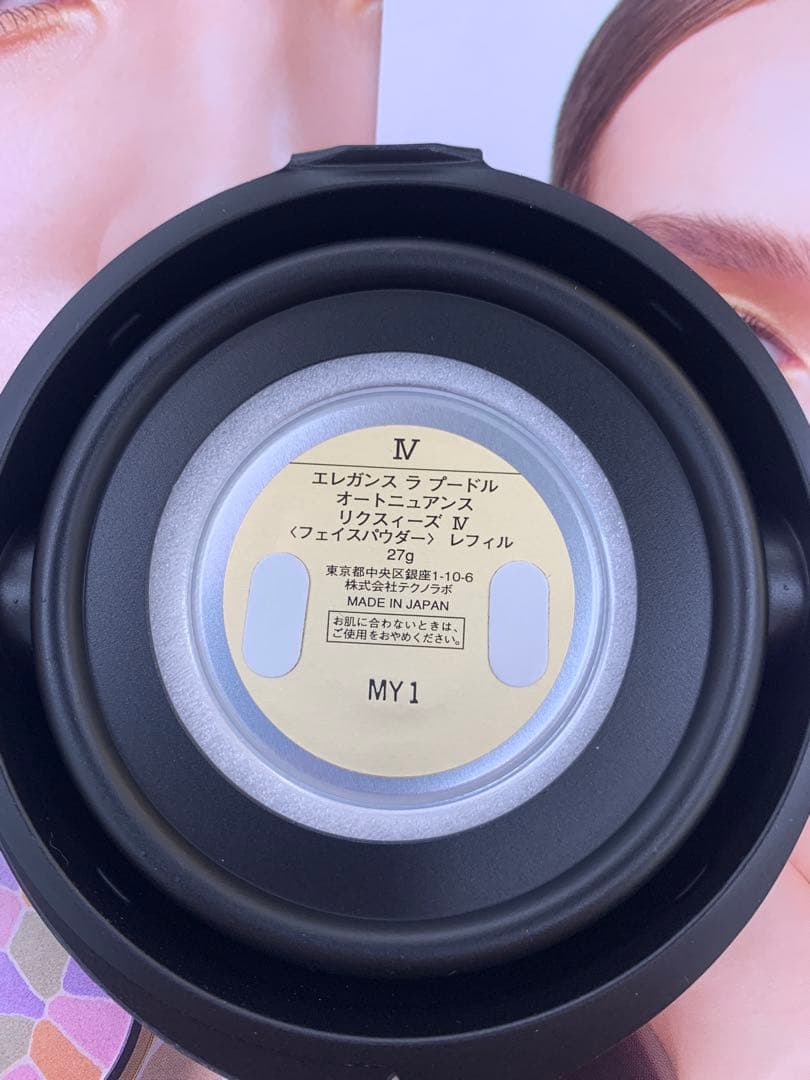 Ⅳ
エレガンス ラ プードル
オートニュアンス
リクスィーズ Ⅳ
〈フェイスパウダー〉 レフィル
27g
東京都中央区銀座1-10-6
株式会社テクノラボ
MADE IN JAPAN
お肌に合わないときは、
ご使用をおやめください。
MY1